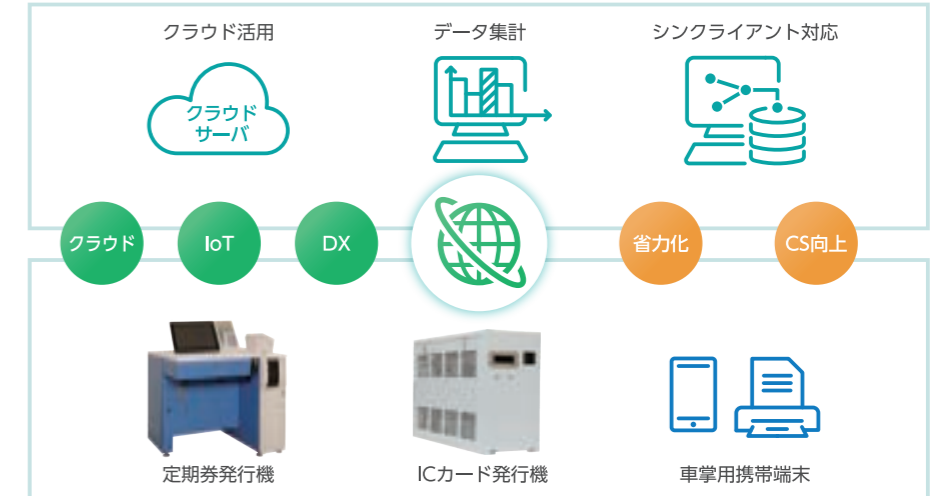 クラウド活用
データ集計
シンクライアント対応
クラウド
サーバ
クラウド
IoT
DX
省力化
CS向上
定期券発行機
ICカード発行機
車掌用携帯端末